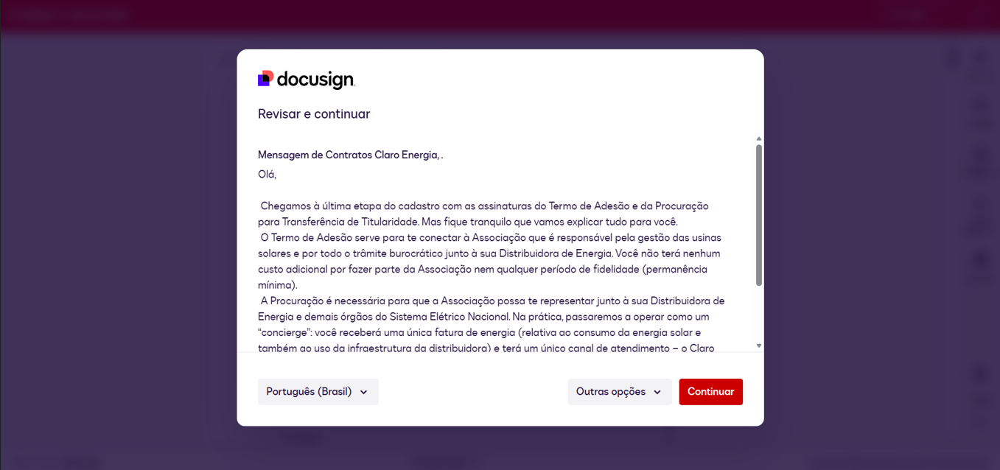 docusign
Revisar e continuar
Mensagem de Contratos Claro Energia, .
Olá,
Chegamos à última etapa do cadastro com as assinaturas do Termo de Adesão e da Procuração
para Transferência de Titularidade. Mas fique tranquilo que vamos explicar tudo para você.
O Termo de Adesão serve para te conectar à Associação que é responsável pela gestão das usinas
solares e por todo o trâmite burocrático junto à sua Distribuidora de Energia. Você não terá nenhum
custo adicional por fazer parte da Associação nem qualquer período de fidelidade (permanência
mínima).
A Procuração é necessária para que a Associação possa te representar junto à sua Distribuidora de
Energia e demais órgãos do Sistema Elétrico Nacional. Na prática, passaremos a operar como um
“concierge”: você receberá uma única fatura de energia (relativa ao consumo da energia solar e
também ao uso da infraestrutura da distribuidora) e terá um único canal de atendimento – o Claro
Português (Brasil)
Outras opções
Continuar